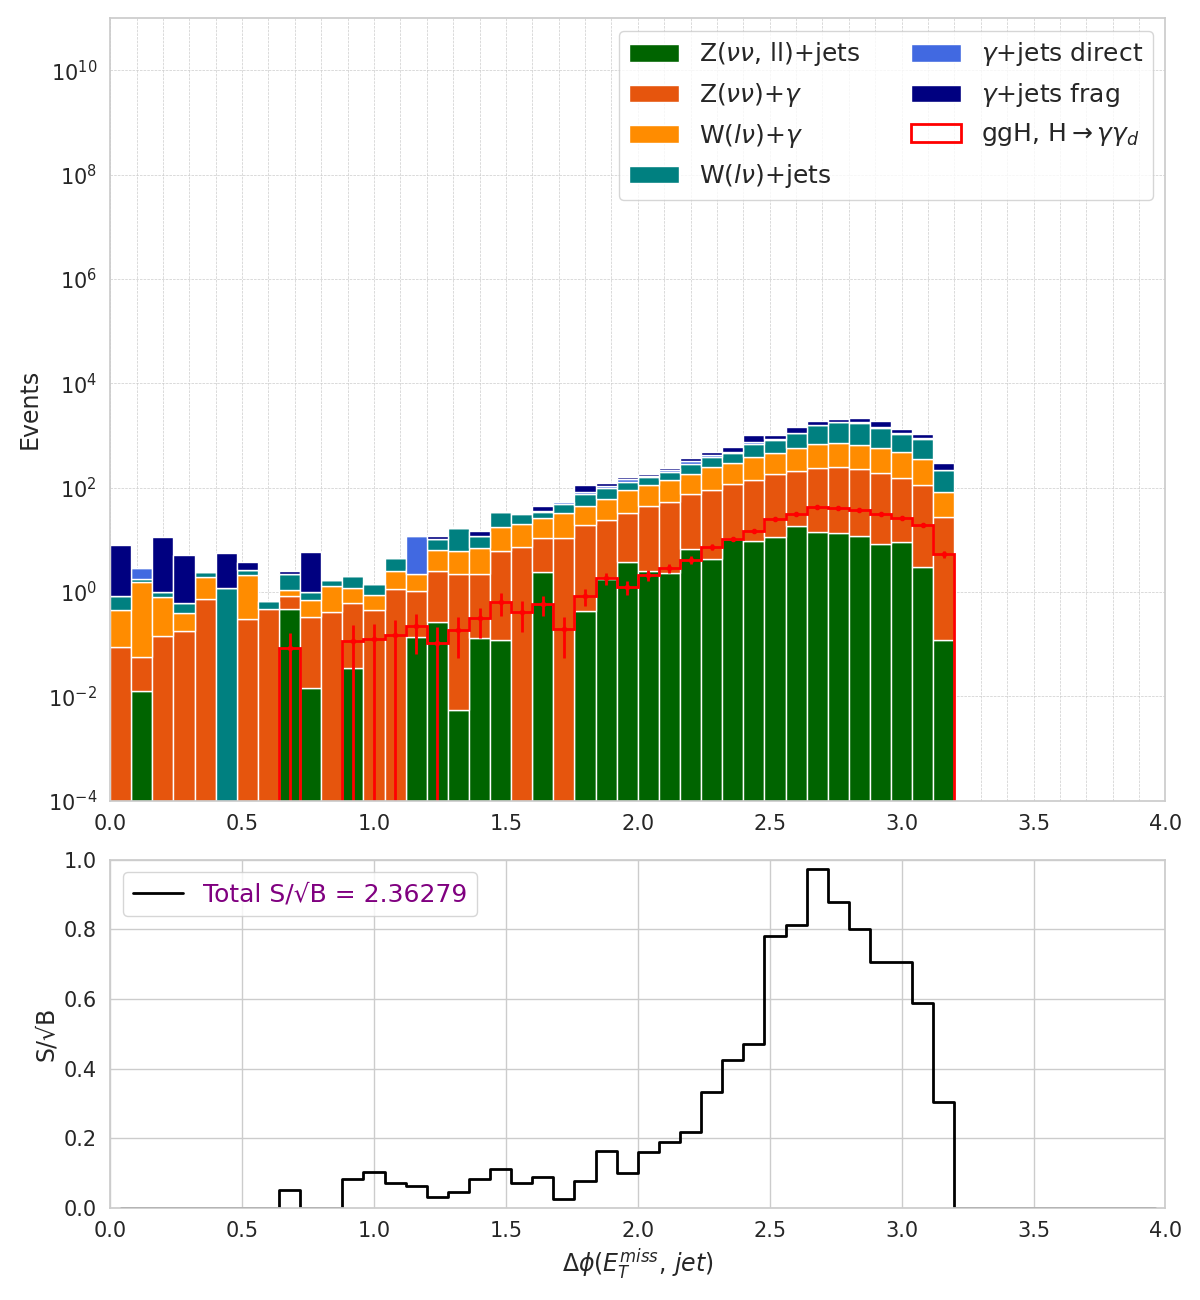 Z(νν, ll)+jets
Z(νν)+γ
W(lν)+γ
W(lν)+jets
γ+jets direct
γ+jets frag
ggH, H→γγ_d
Events
10^10
10^8
10^6
10^4
10^2
10^0
10^−2
10^−4
0.0 0.5 1.0 1.5 2.0 2.5 3.0 3.5 4.0
Total S/√B = 2.36279
S/√B
1.0
0.8
0.6
0.4
0.2
0.0
0.0 0.5 1.0 1.5 2.0 2.5 3.0 3.5 4.0
Δϕ(E_T^miss, jet)